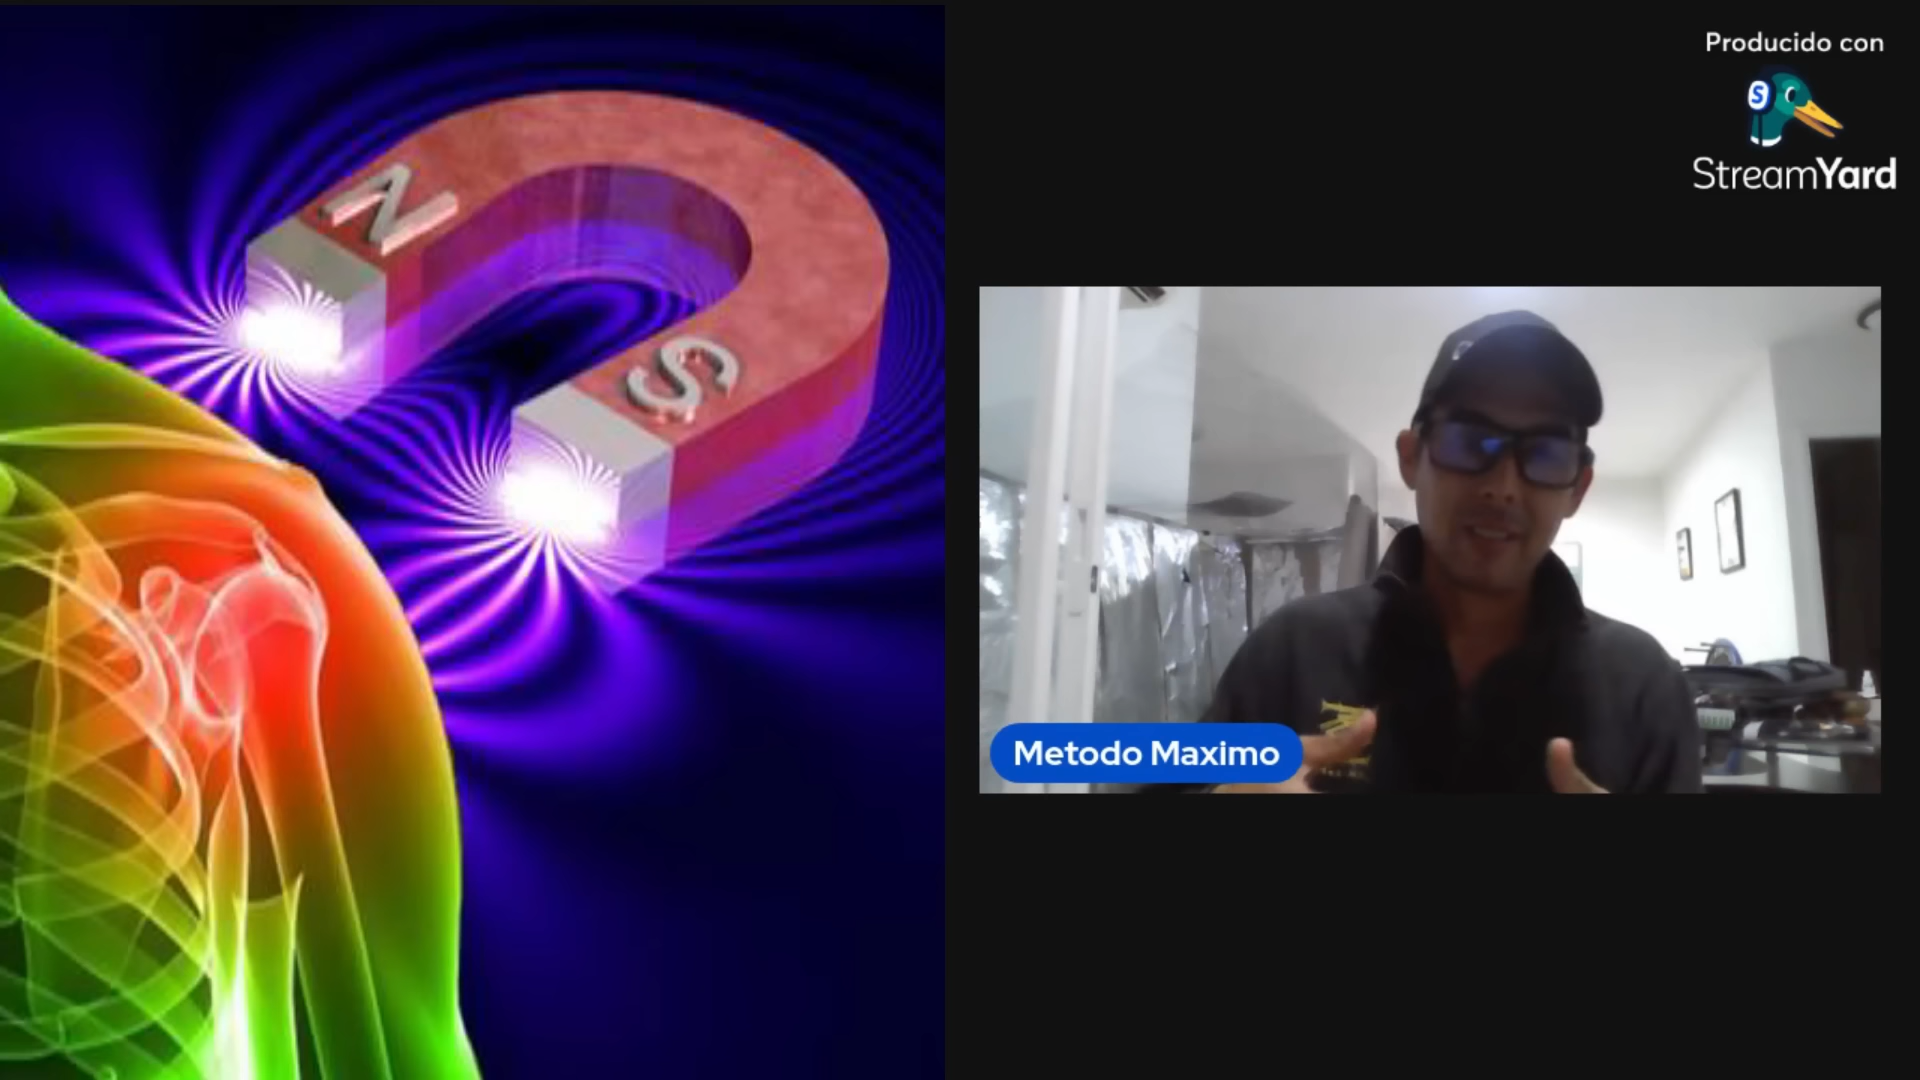 N
S
Producido con
S
StreamYard
Metodo Maximo